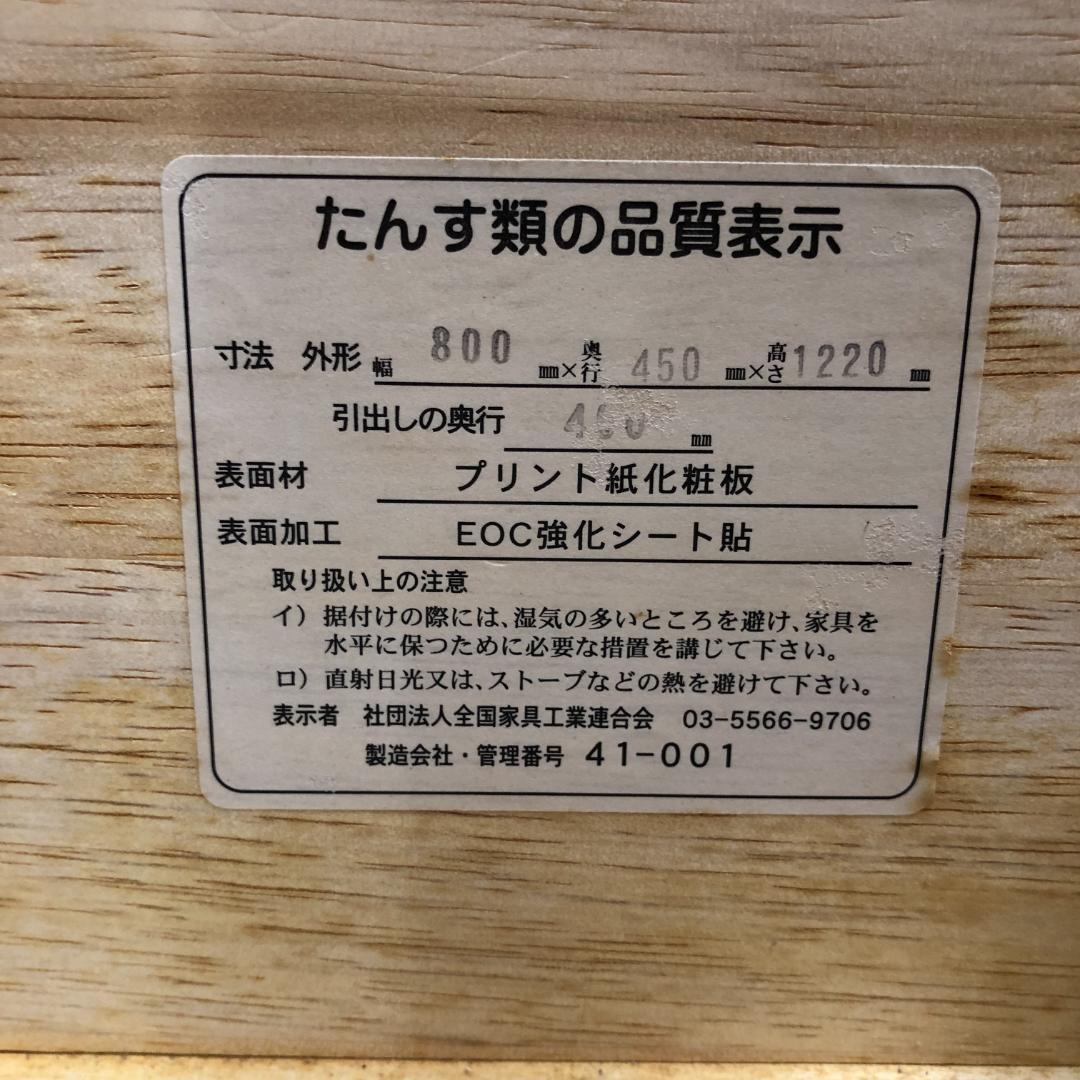 たんす類の品質表示
寸法 外形 幅 800 mm×奥行 450 mm×高さ1220 mm
引出しの奥行 mm
表面材 プリント紙化粧板
表面加工 EOC強化シート貼
取り扱い上の注意
イ）据付けの際には、湿気の多いところを避け、家具を
水平に保つために必要な措置を講じて下さい。
ロ）直射日光又は、ストーブなどの熱を避けて下さい。
表示者 社団法人全国家具工業連合会 03-5566-9706
製造会社・管理番号 41-001